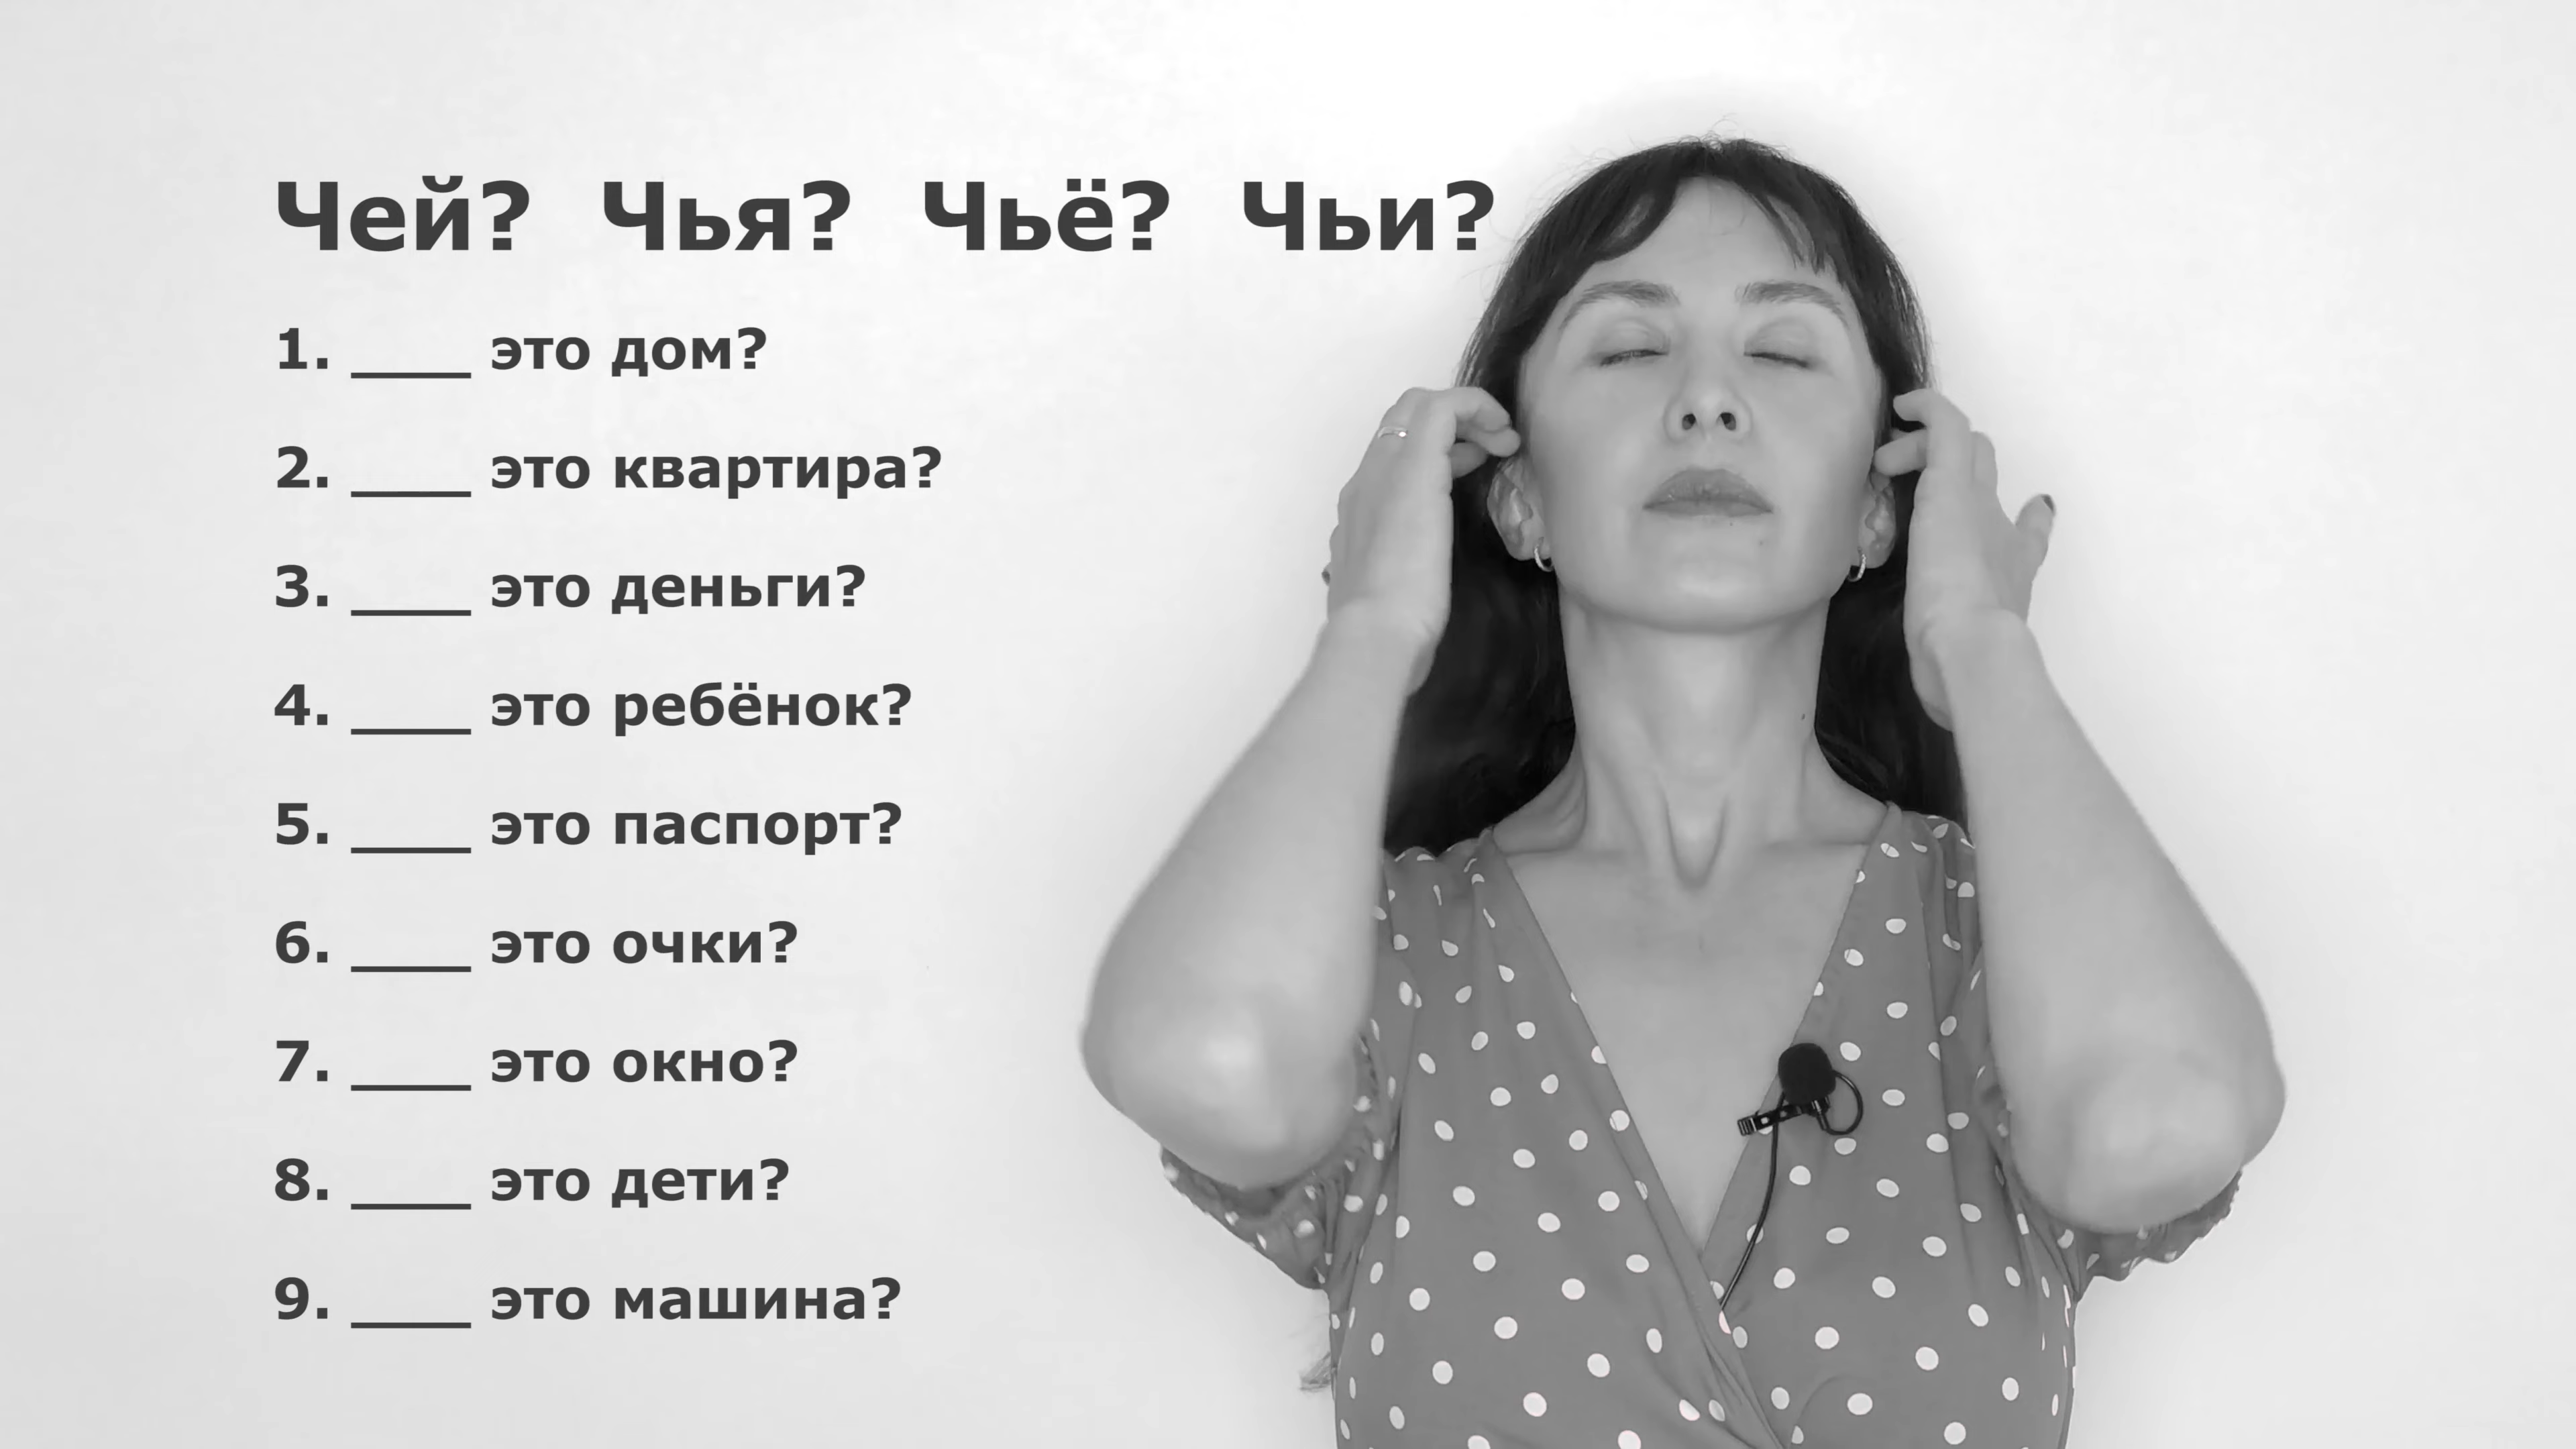 Чей? Чья? Чьё? Чьи?
1. ____ это дом?
2. ____ это квартира?
3. ____ это деньги?
4. ____ это ребёнок?
5. ____ это паспорт?
6. ____ это очки?
7. ____ это окно?
8. ____ это дети?
9. ____ это машина?